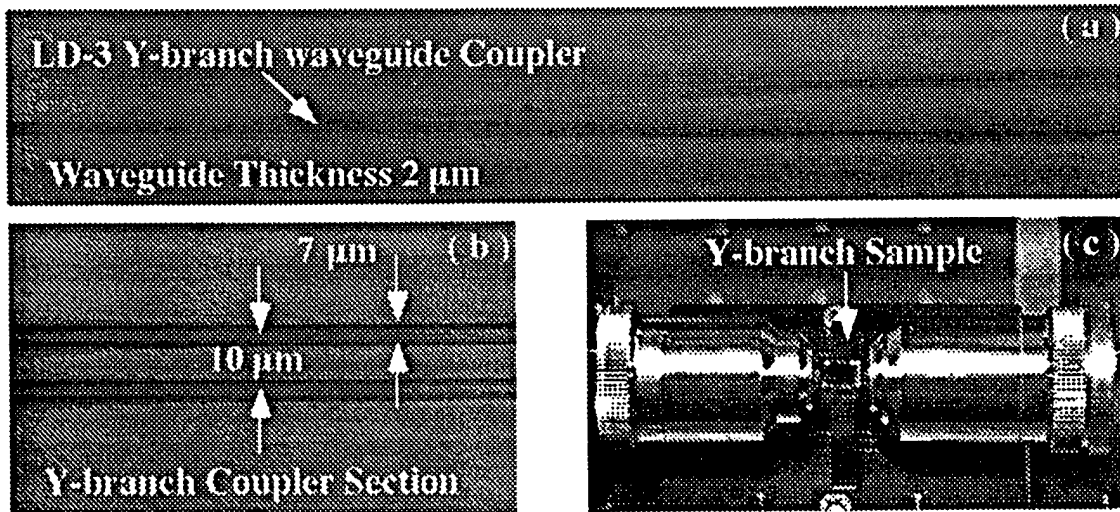 (a)
LD-3 Y-branch waveguide Coupler
Waveguide Thickness 2 μm
7 μm
(b)
10 μm
Y-branch Coupler Section
Y-branch Sample
(c)